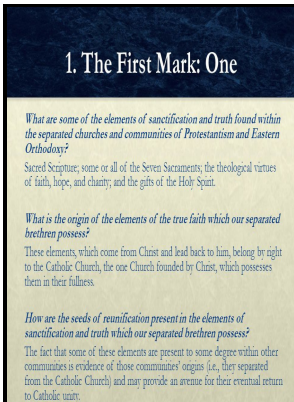 1. The First Mark: One
What are some of the elements of sanctification and truth found within
the separated churches and communities of Protestantism and Eastern
Orthodoxy?
Sacred Scripture; some or all of the Seven Sacraments; the theological virtues
of faith, hope, and charity; and the gifts of the Holy Spirit.
What is the origin of the elements of the true faith which our separated
brethren possess?
These elements, which come from Christ and lead back to him, belong by right
to the Catholic Church, the one Church founded by Christ, which possesses
them in their fullness.
How are the seeds of reunification present in the elements of
sanctification and truth which our separated brethren possess?
The fact that some of these elements are present to some degree within other
communities is evidence of those communities' origins (i.e., they separated
from the Catholic Church) and may provide an avenue for their eventual return
to Catholic unity.